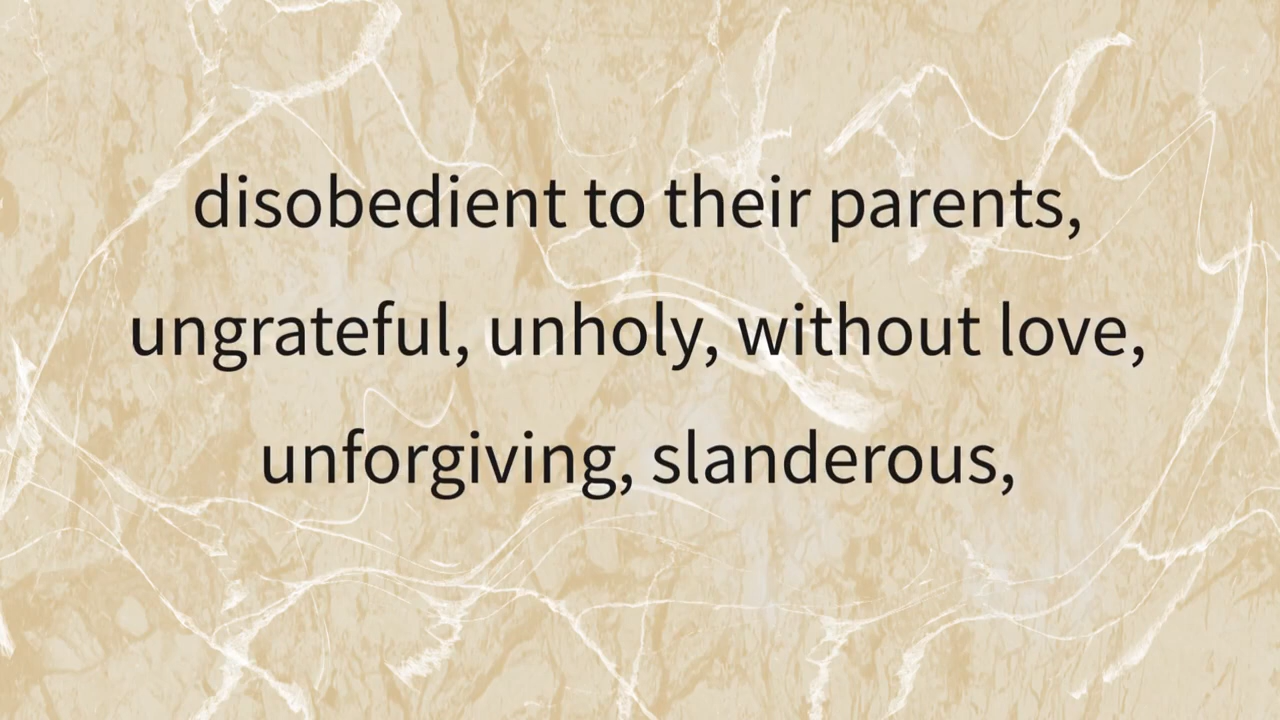 disobedient to their parents,
ungrateful, unholy, without love,
unforgiving, slanderous,